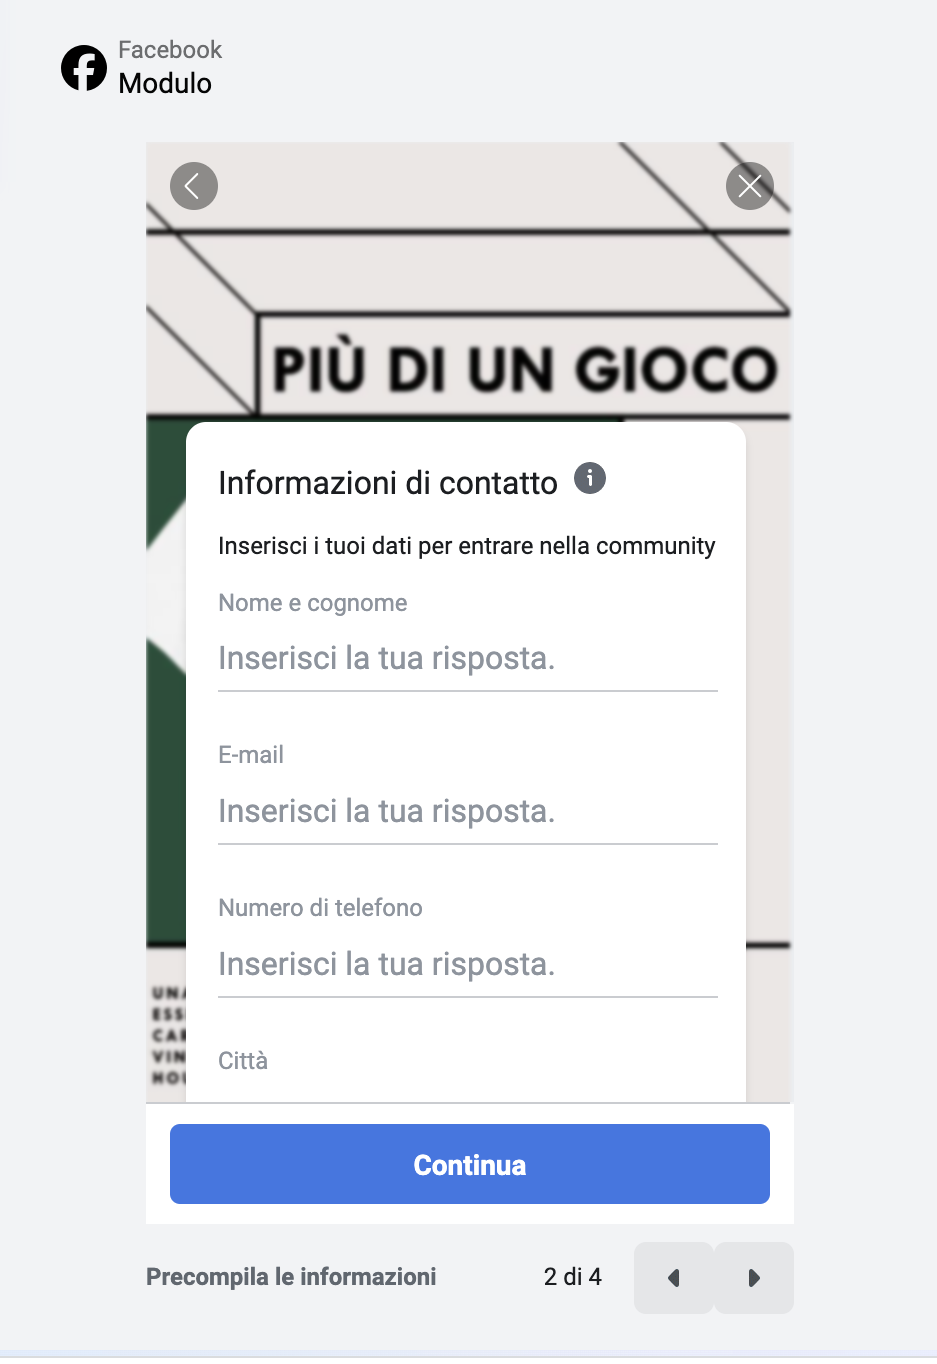 Facebook
Modulo
PIÙ DI UN GIOCO
Informazioni di contatto
Inserisci i tuoi dati per entrare nella community
Nome e cognome
Inserisci la tua risposta.
E-mail
Inserisci la tua risposta.
Numero di telefono
Inserisci la tua risposta.
Città
Continua
Precompila le informazioni
2 di 4